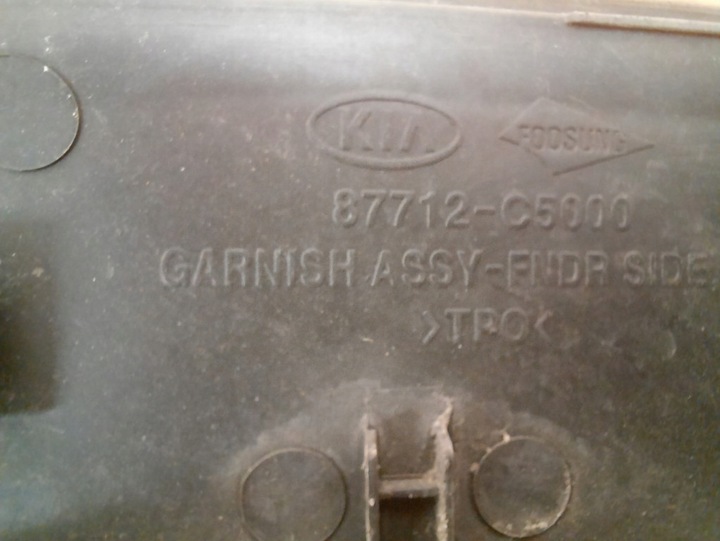 KIA FOOSUNG
87712-C5000
GARNISH ASSY-FNDR SIDE
>TPO<